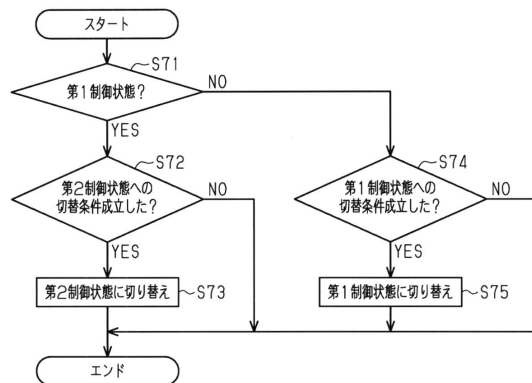 スタート
第1制御状態?
S71
NO
YES
第2制御状態への
切替条件成立した?
S72
NO
YES
第2制御状態に切り替え
S73
第1制御状態への
切替条件成立した?
S74
NO
YES
第1制御状態に切り替え
S75
エンド